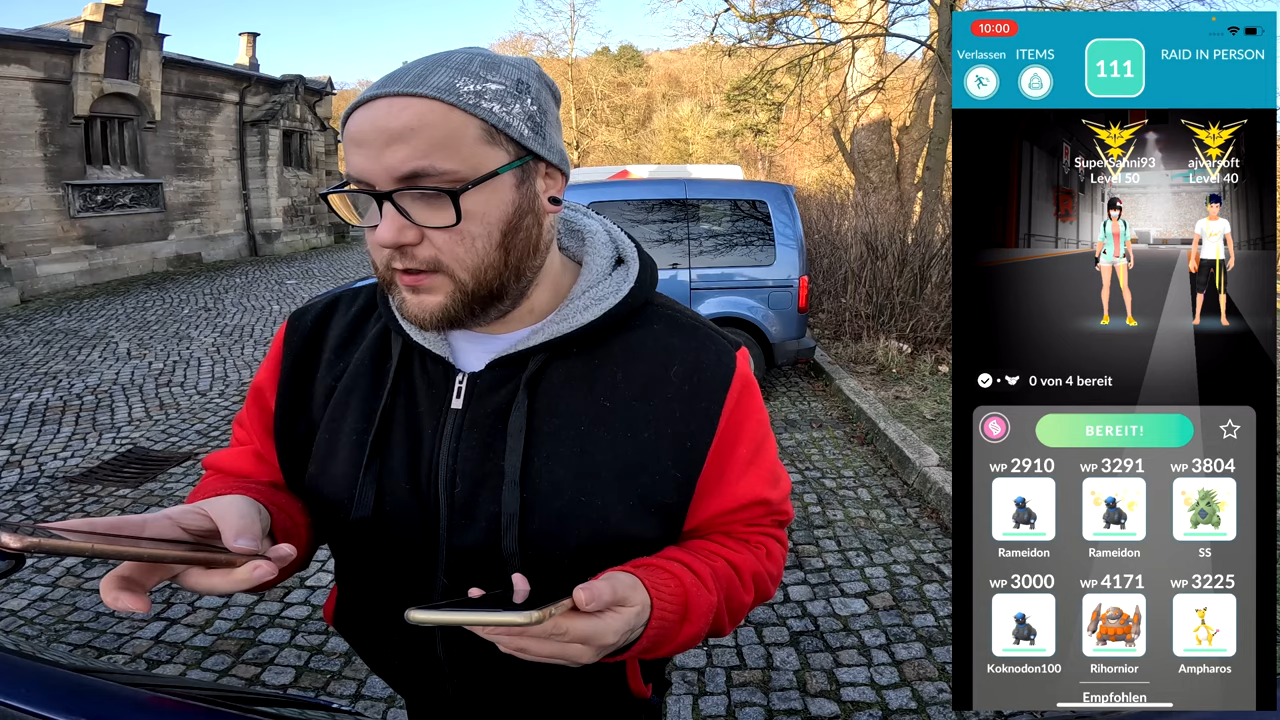 10:00
Verlassen ITEMS
111
RAID IN PERSON
SuperSahni93
Level 50
ajvarsoft
Level 40
0 von 4 bereit
BEREIT!
WP 2910 WP 3291 WP 3804
Rameidon Rameidon SS
WP 3000 WP 4171 WP 3225
Koknodon100 Rihornior Ampharos
Empfohlen